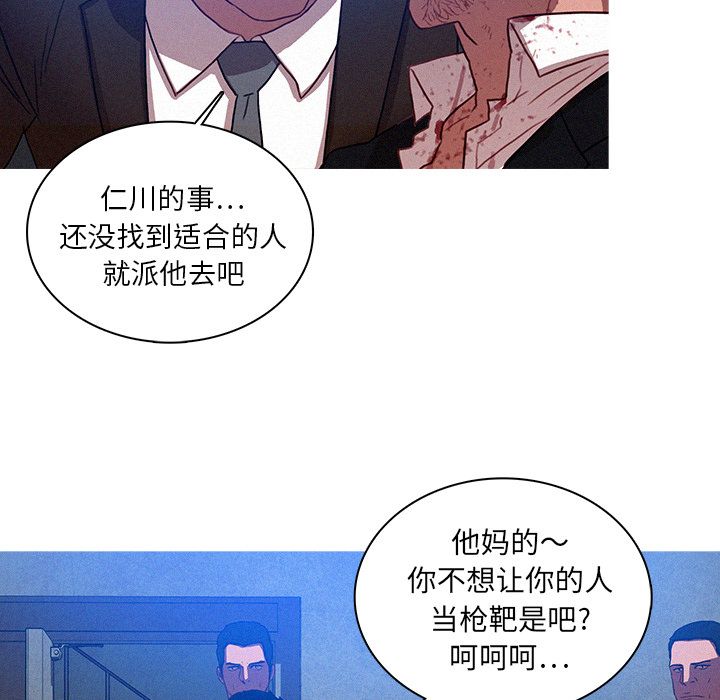 仁川的事...
还没找到适合的人
就派他去吧
他妈的～
你不想让你的人
当枪靶是吧?
呵呵呵...